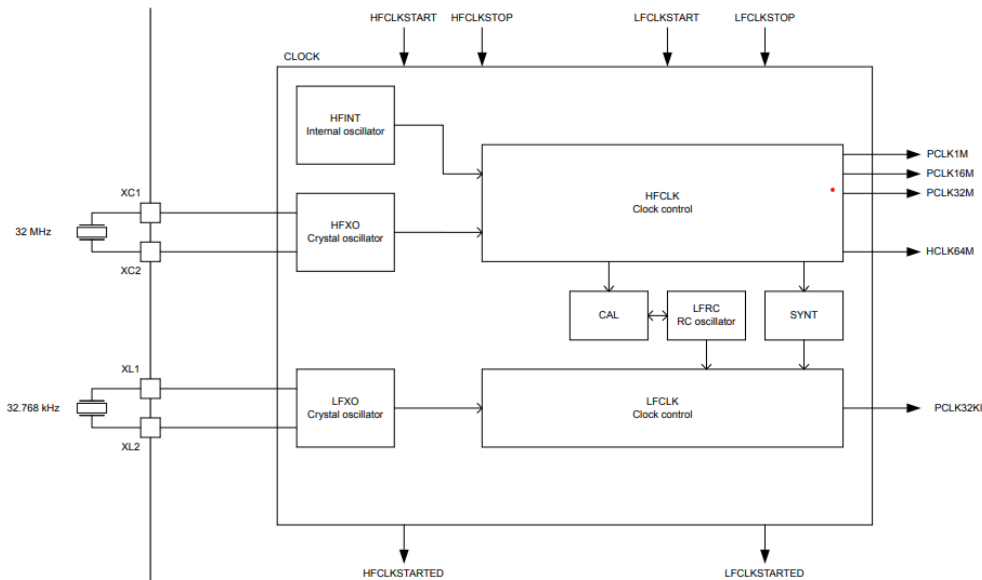 HFCLKSTART HFCLKSTOP LFCLKSTART LFCLKSTOP
CLOCK
HFINT
Internal oscillator
PCLK1M
PCLK16M
PCLK32M
HFCLK
Clock control
XC1
HFXO
Crystal oscillator
32 MHz
HCLK64M
XC2
CAL
LFRC
RC oscillator
SYNT
XL1
LFXO
Crystal oscillator
LFCLK
Clock control
32.768 kHz
PCLK32KI
XL2
HFCLKSTARTED LFCLKSTARTED